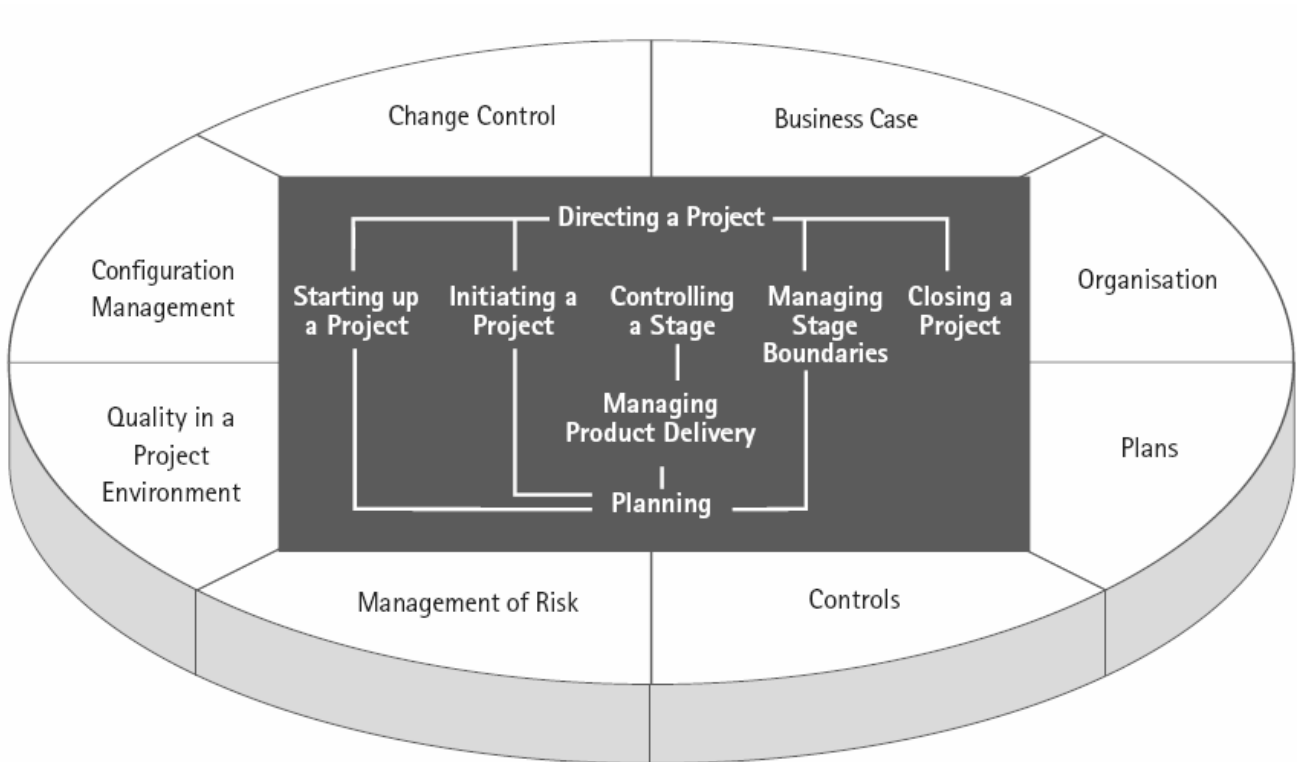 Change Control
Business Case
Configuration
Management
Organisation
Directing a Project
Starting up
a Project
Initiating a
Project
Controlling
a Stage
Managing
Stage
Boundaries
Closing a
Project
Managing
Product Delivery
Planning
Quality in a
Project
Environment
Plans
Management of Risk
Controls